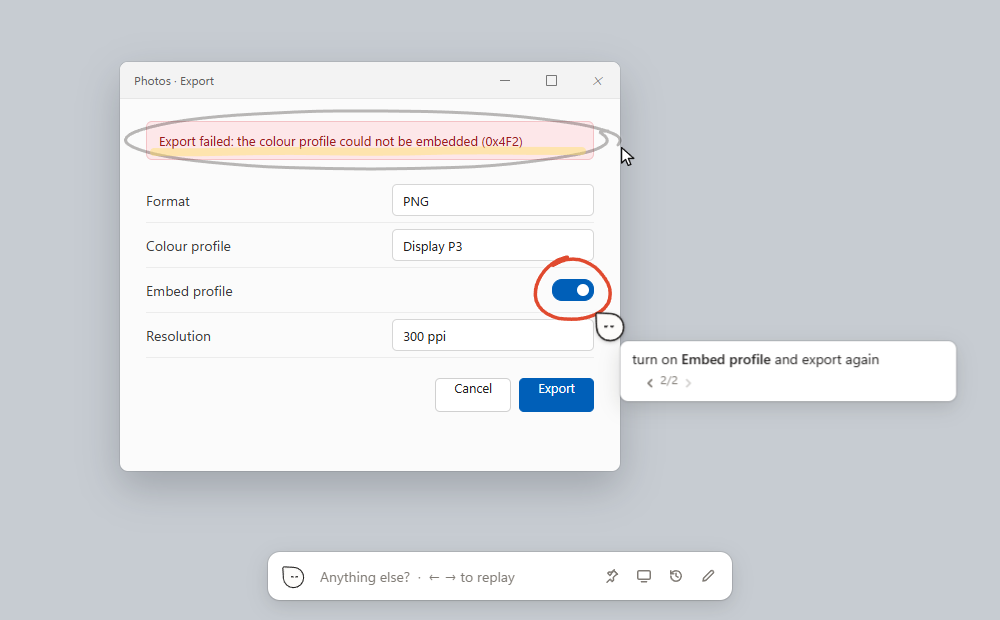 Photos · Export
Export failed: the colour profile could not be embedded (0x4F2)
Format
PNG
Colour profile
Display P3
Embed profile
Resolution
300 ppi
turn on Embed profile and export again
2/2
Cancel
Export
Anything else? · ← → to replay